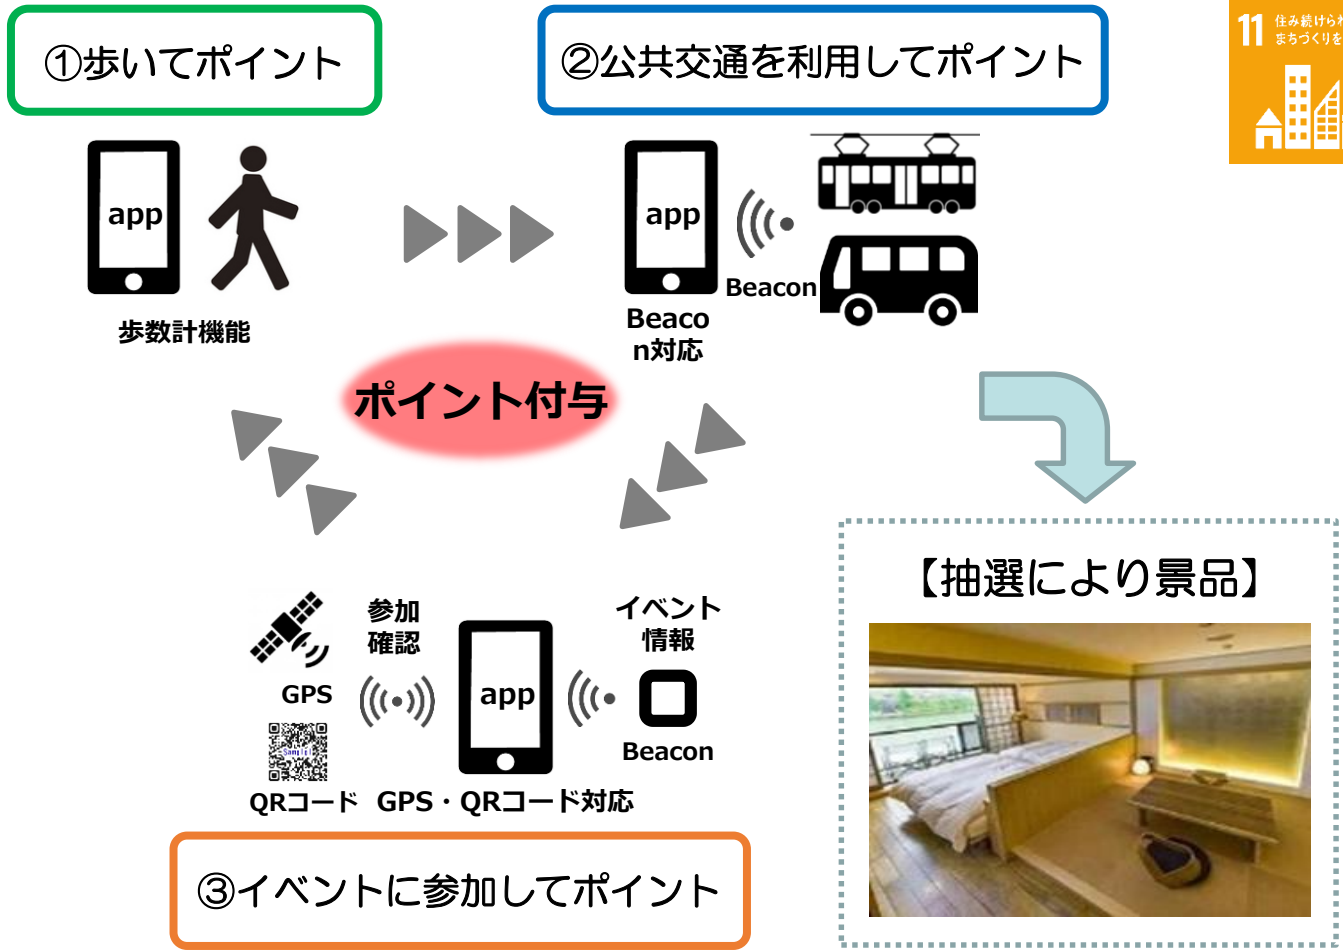 ①歩いてポイント
②公共交通を利用してポイント
11 住み続けられ
まちづくりを
app
app
Beacon
歩数計機能
Beaco
n対応
ポイント付与
【抽選により景品】
参加
確認
イベント
情報
GPS
app
Sample
Beacon
QRコード GPS・QRコード対応
③イベントに参加してポイント